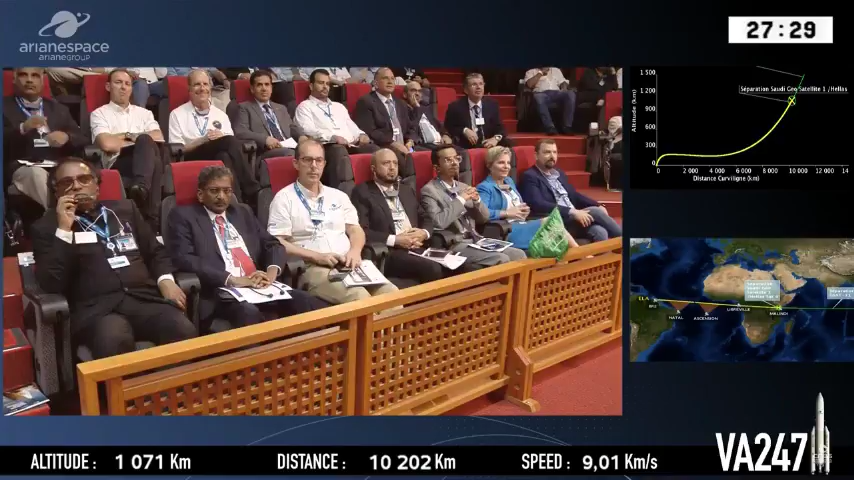 arianespace
arianegroup
27:29
1 500
1 200
900
600
300
0
Altitude (km)
Séparation Saudi Geo Satellite 1 /Hellas
0
2 000
4 000
6 000
8 000
10 000
12 000
14
Distance Curviligne (km)
NATAL
ASCENSION
LIBREVILLE
MALINDI
ALTITUDE : 1 071 Km
DISTANCE : 10 202 Km
SPEED : 9,01 Km/s
VA247